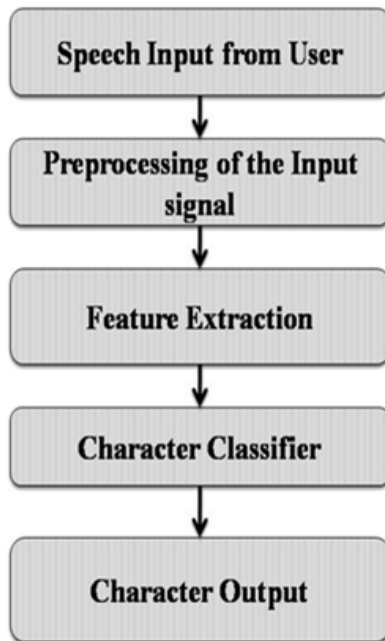 Speech Input from User
Preprocessing of the Input
signal
Feature Extraction
Character Classifier
Character Output